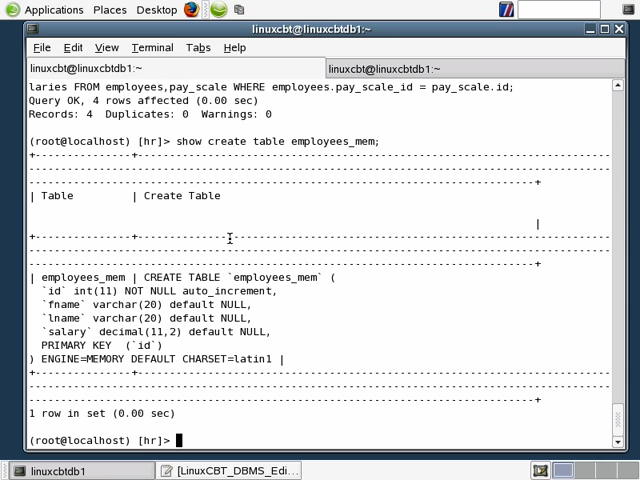 Applications Places Desktop
linuxcbt@linuxcbtdb1:~
File Edit View Terminal Tabs Help
linuxcbt@linuxcbtdb1:~ linuxcbt@linuxcbtdb1:~
laries FROM employees,pay_scale WHERE employees.pay_scale_id = pay_scale.id;
Query OK, 4 rows affected (0.00 sec)
Records: 4  Duplicates: 0  Warnings: 0
(root@localhost) [hr]> show create table employees_mem;
+---------------+-----------------------------------------------------------------------
----------------------------------------------------------------------------------------
----------------------------------------------------------------------------+
| Table         | Create Table
|
+---------------+-----------------------------------------------------------------------
----------------------------------------------------------------------------------------
----------------------------------------------------------------------------+
| employees_mem | CREATE TABLE `employees_mem` (
  `id` int(11) NOT NULL auto_increment,
  `fname` varchar(20) default NULL,
  `lname` varchar(20) default NULL,
  `salary` decimal(11,2) default NULL,
  PRIMARY KEY  (`id`)
) ENGINE=MEMORY DEFAULT CHARSET=latin1 |
+---------------+-----------------------------------------------------------------------
----------------------------------------------------------------------------------------
----------------------------------------------------------------------------+
1 row in set (0.00 sec)
(root@localhost) [hr]>
linuxcbtdb1 [LinuxCBT_DBMS_Edi...